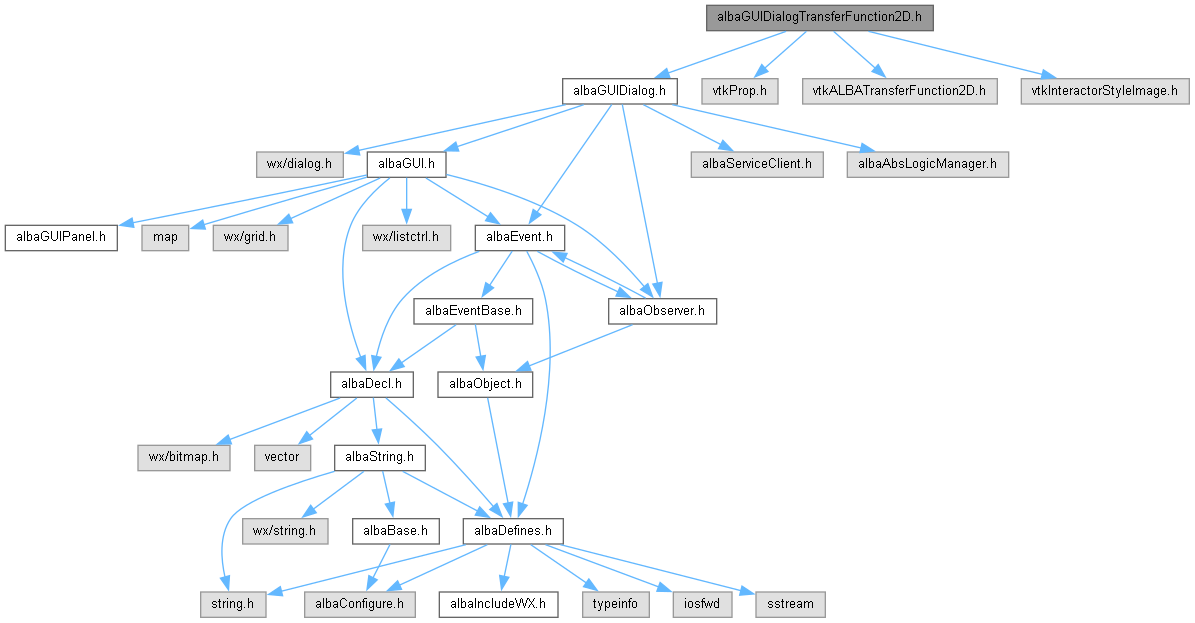 albaGUIDialogTransferFunction2D.h
albaGUIDialog.h
vtkProp.h
vtkALBATransferFunction2D.h
vtkInteractorStyleImage.h
wx/dialog.h
albaGUI.h
albaServiceClient.h
albaAbsLogicManager.h
albaGUIPanel.h
map
wx/grid.h
wx/listctrl.h
albaEvent.h
albaEventBase.h
albaObserver.h
albaDecl.h
albaObject.h
wx/bitmap.h
vector
albaString.h
wx/string.h
albaBase.h
albaDefines.h
string.h
albaConfigure.h
albaIncludeWX.h
typeinfo
iosfwd
sstream